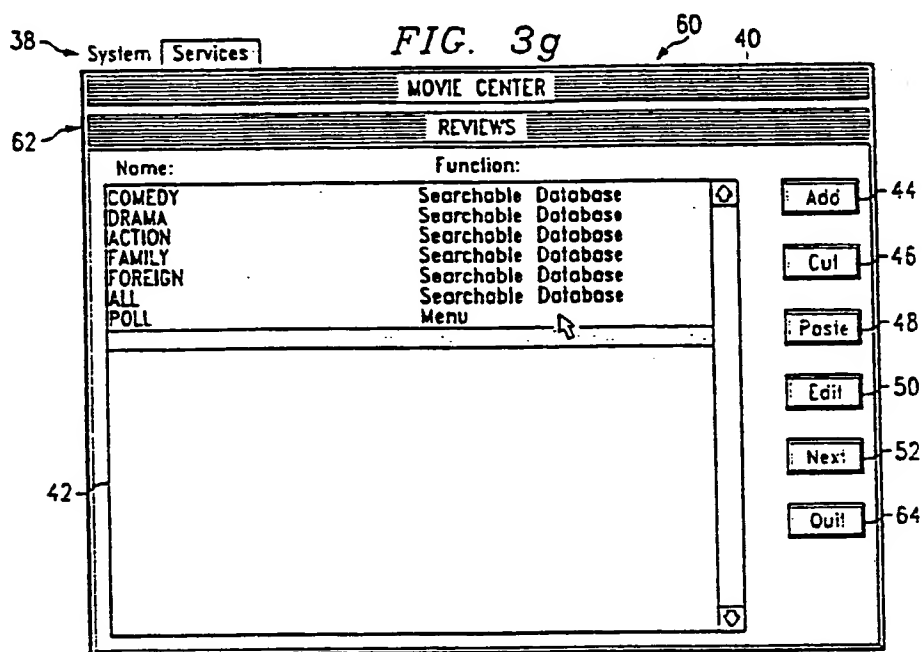 FIG. 3g
60
40
38
System Services
MOVIE CENTER
62
REVIEWS
Name: Function:
COMEDY Searchable Database
DRAMA Searchable Database
ACTION Searchable Database
FAMILY Searchable Database
FOREIGN Searchable Database
ALL Searchable Database
POLL Menu
Add 44
Cut 46
Paste 48
Edit 50
Next 52
Quit 64
42